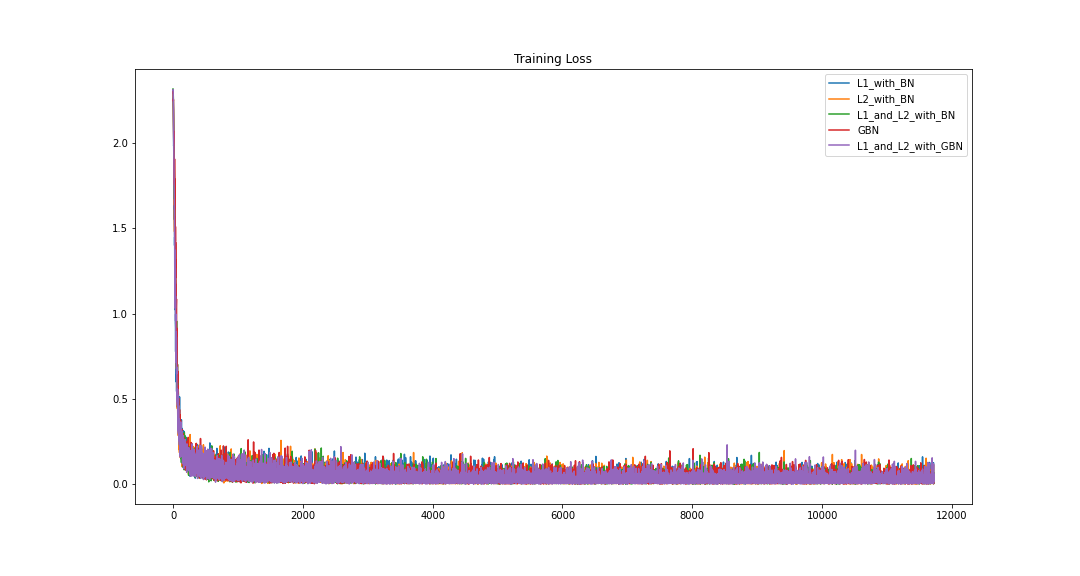 Training Loss
L1_with_BN
L2_with_BN
L1_and_L2_with_BN
GBN
L1_and_L2_with_GBN
2.0
1.5
1.0
0.5
0.0
0 2000 4000 6000 8000 10000 12000